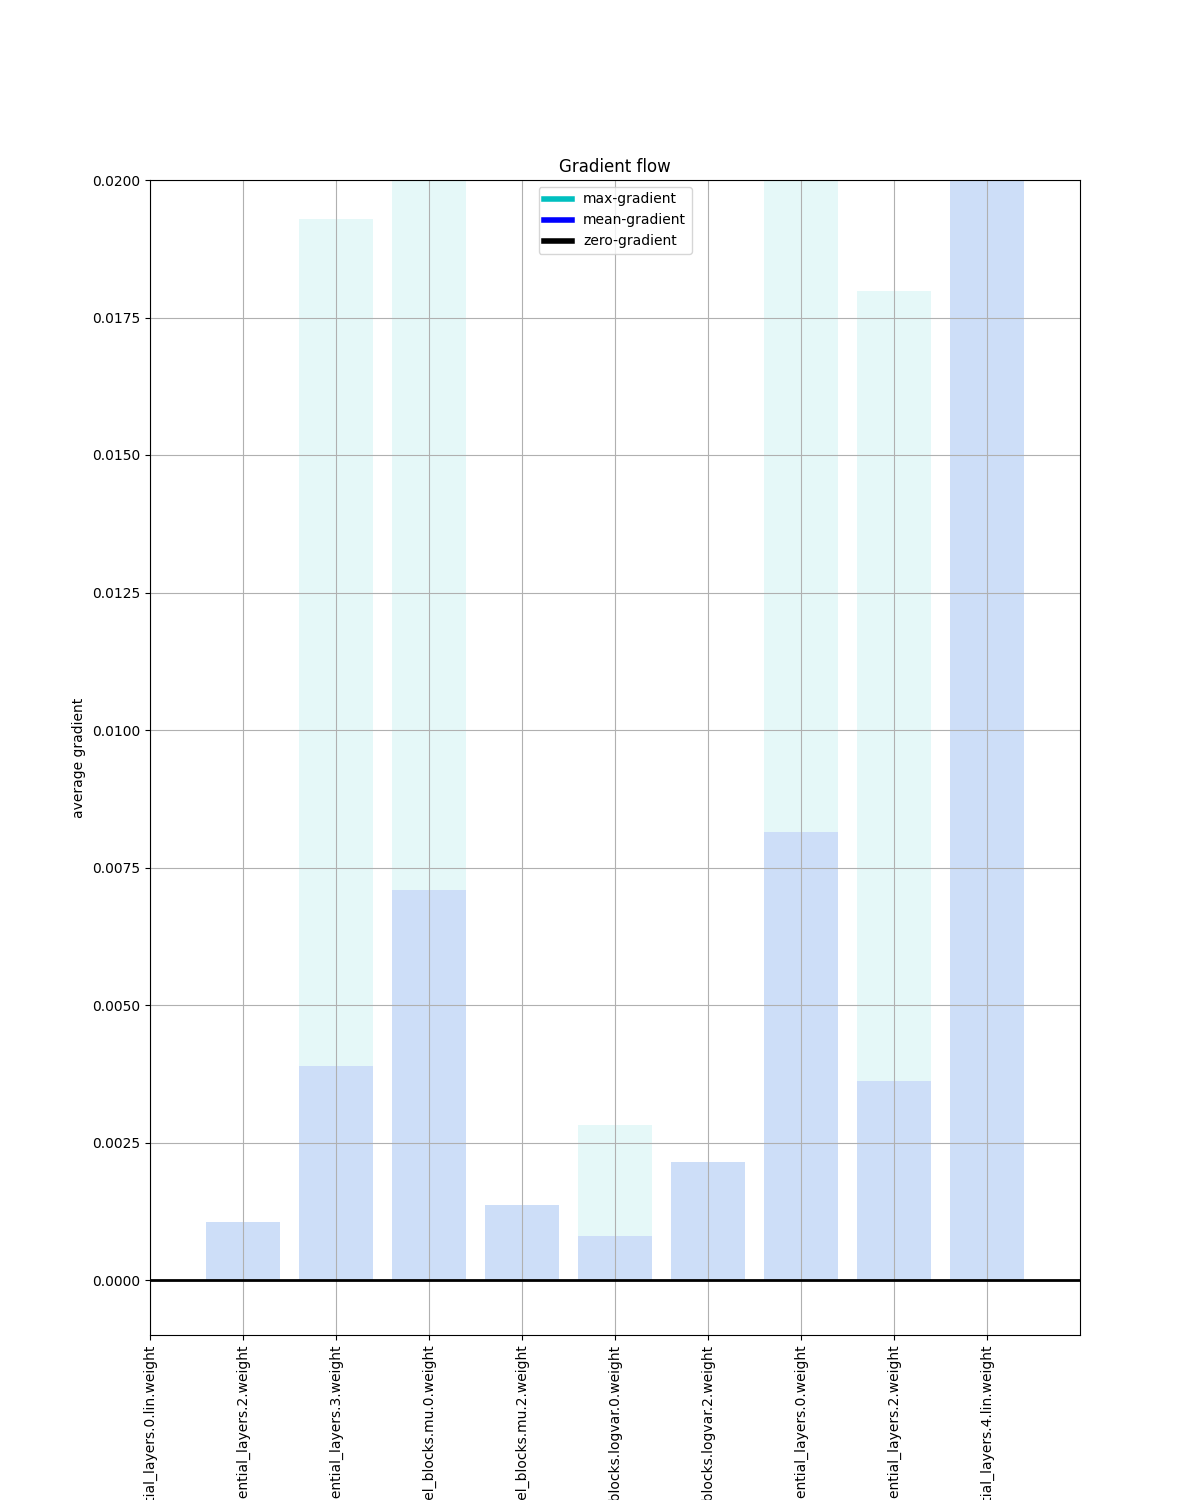 Gradient flow
max-gradient
mean-gradient
zero-gradient
0.0200
0.0175
0.0150
0.0125
0.0100
0.0075
0.0050
0.0025
0.0000
average gradient
tial_layers.0.lin.weight
ential_layers.2.weight
ential_layers.3.weight
el_blocks.mu.0.weight
el_blocks.mu.2.weight
blocks.logvar.0.weight
blocks.logvar.2.weight
ential_layers.0.weight
ential_layers.2.weight
tial_layers.4.lin.weight